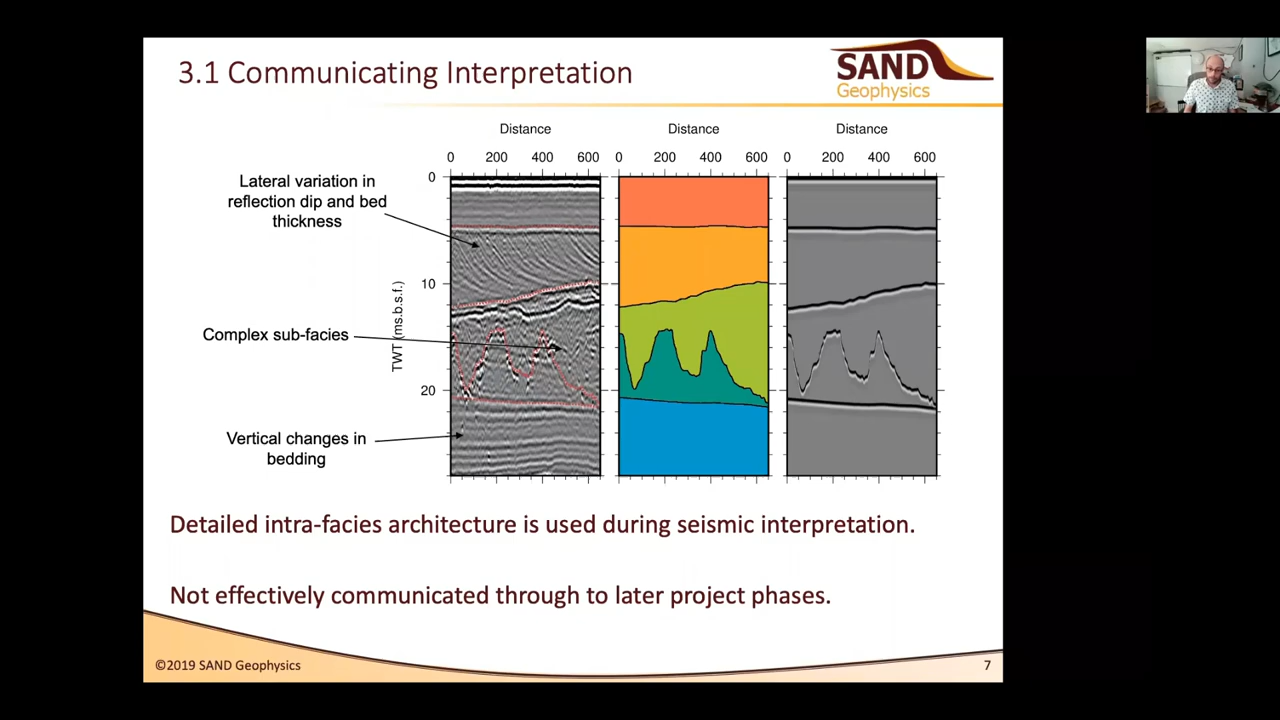 3.1 Communicating Interpretation
SAND
Geophysics
Distance
Distance
Distance
0 200 400 600
0 200 400 600
0 200 400 600
0
10
20
TWT (ms.b.s.f.)
Lateral variation in
reflection dip and bed
thickness
Complex sub-facies
Vertical changes in
bedding
Detailed intra-facies architecture is used during seismic interpretation.
Not effectively communicated through to later project phases.
©2019 SAND Geophysics
7